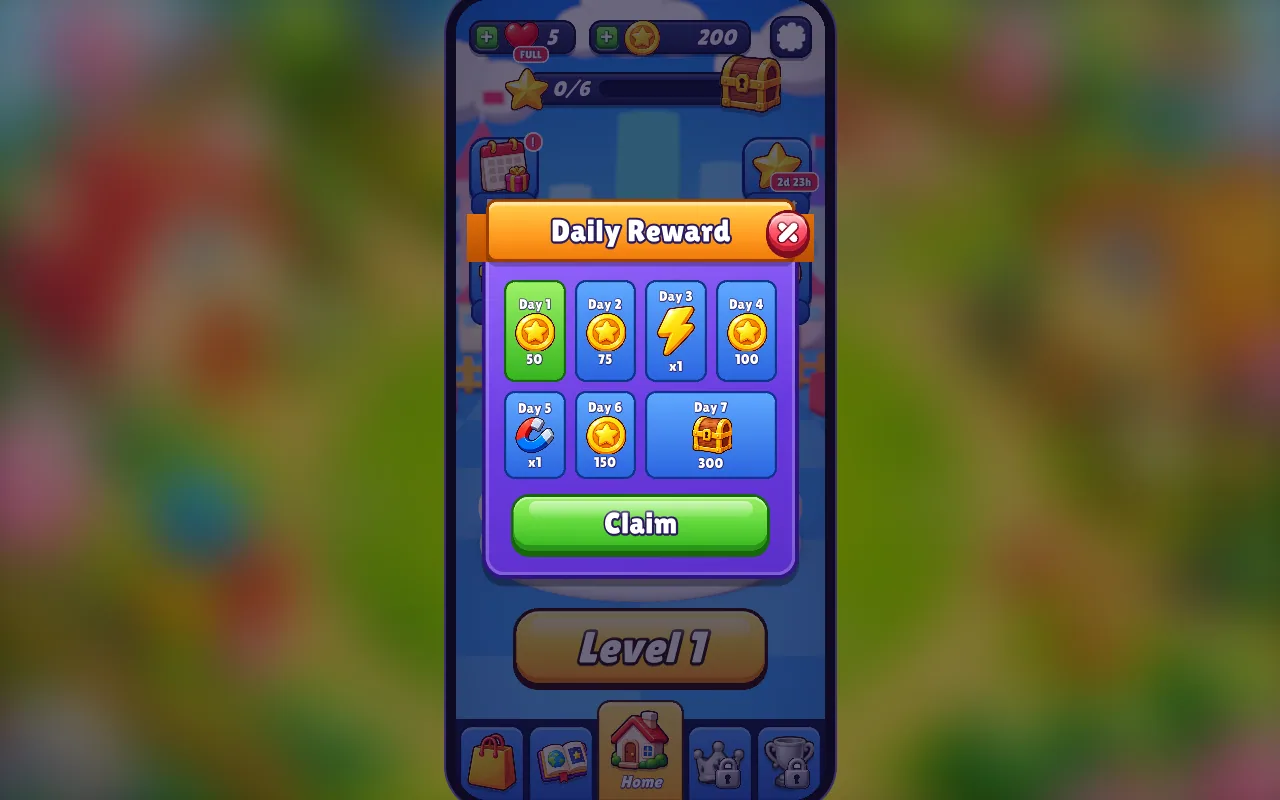 5
FULL
200
0/6
!
2d 23h
Daily Reward
Day 1
50
Day 2
75
Day 3
x1
Day 4
100
Day 5
x1
Day 6
150
Day 7
300
Claim
Level 1
Home